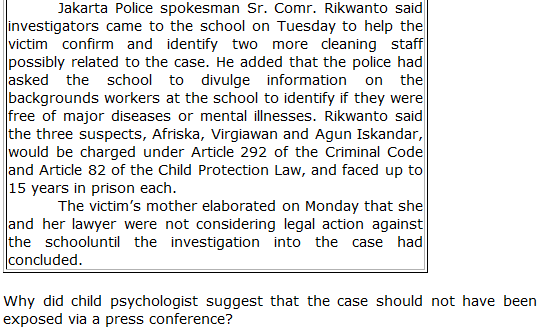 Jakarta Police spokesman Sr. Comr. Rikwanto said
investigators came to the school on Tuesday to help the
victim confirm and identify two more cleaning staff
possibly related to the case. He added that the police had
asked the school to divulge information on the
backgrounds workers at the school to identify if they were
free of major diseases or mental illnesses. Rikwanto said
the three suspects, Afriska, Virgiawan and Agun Iskandar,
would be charged under Article 292 of the Criminal Code
and Article 82 of the Child Protection Law, and faced up to
15 years in prison each.
The victim's mother elaborated on Monday that she
and her lawyer were not considering legal action against
the schooluntil the investigation into the case had
concluded.
Why did child psychologist suggest that the case should not have been
exposed via a press conference?